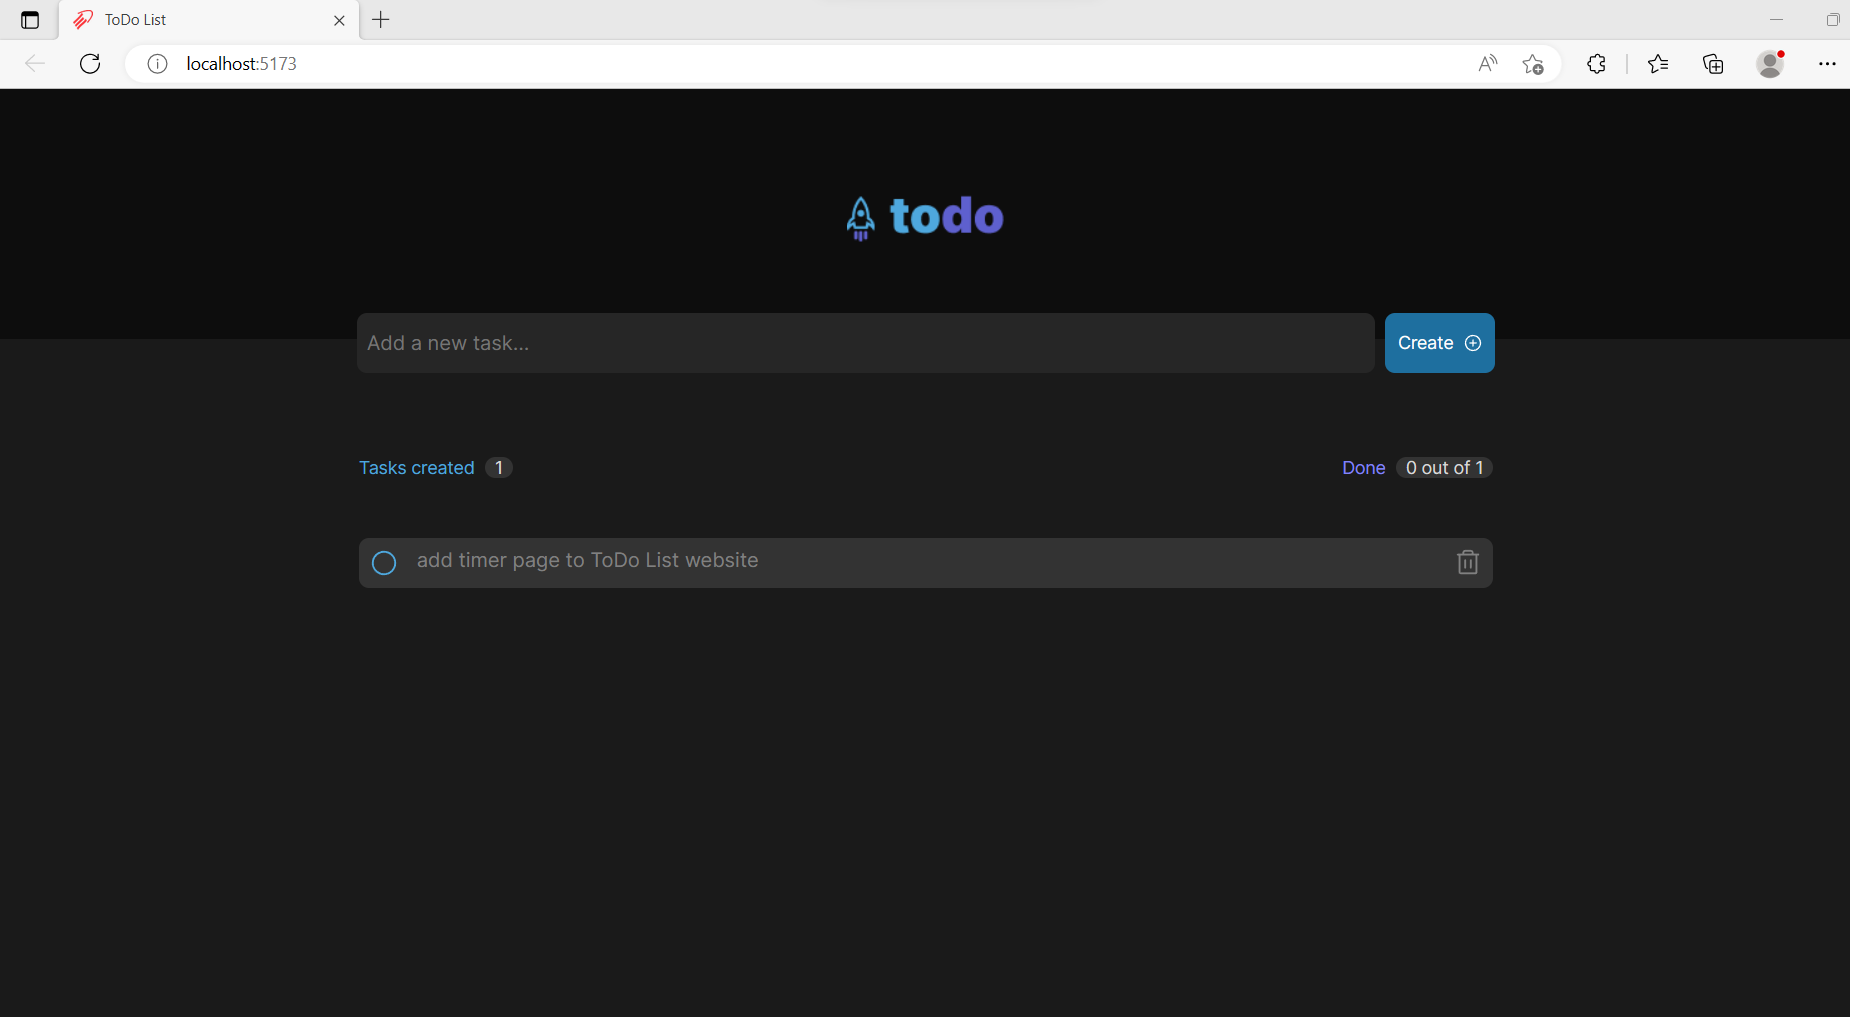 ToDo List
localhost:5173
todo
Add a new task...
Create
Tasks created 1
Done 0 out of 1
add timer page to ToDo List website